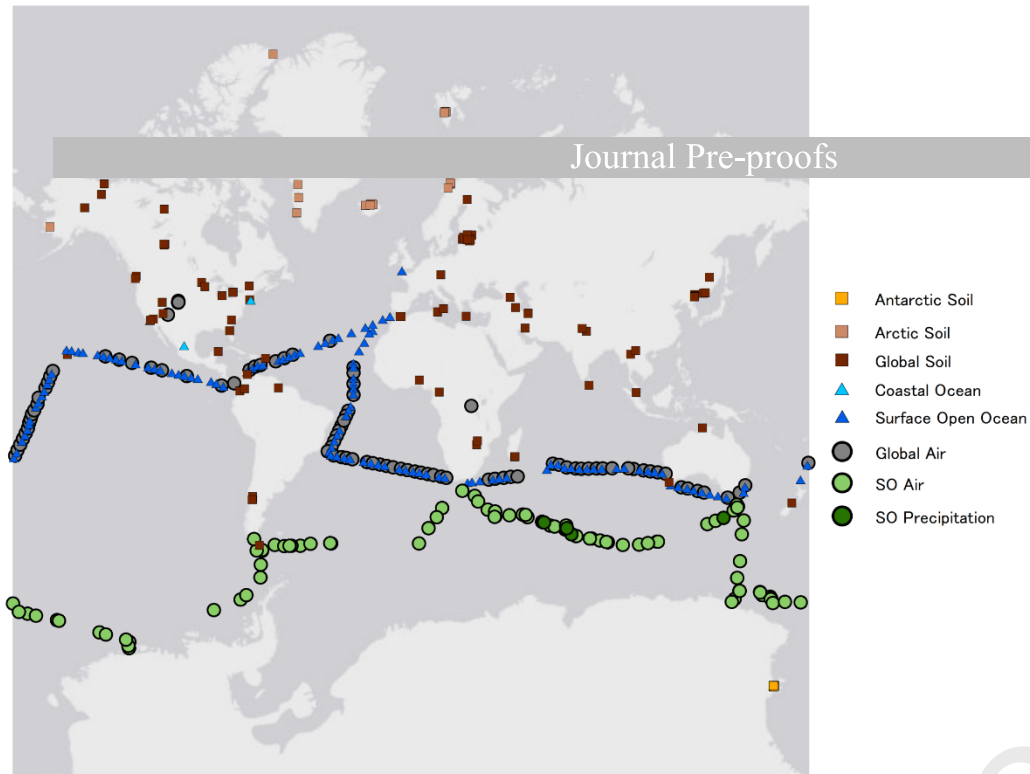 Journal Pre-proofs
Antarctic Soil
Arctic Soil
Global Soil
Coastal Ocean
Surface Open Ocean
Global Air
SO Air
SO Precipitation